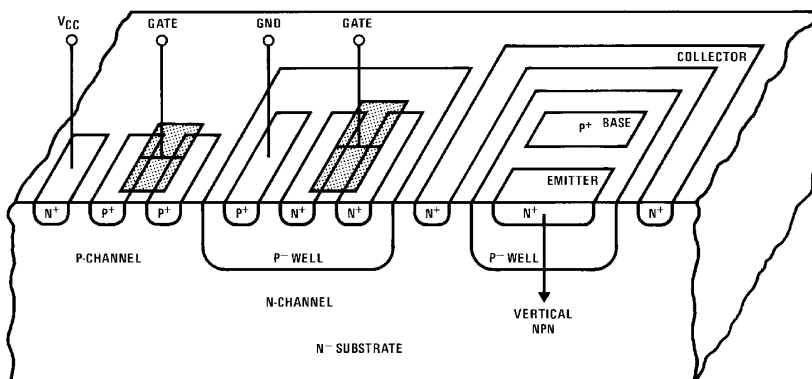 VCC
GATE
GND
GATE
COLLECTOR
P+ BASE
EMITTER
N+
P+
P+
P+
N+
N+
N+
N+
N+
P-CHANNEL
P− WELL
P− WELL
N-CHANNEL
VERTICAL
NPN
N− SUBSTRATE